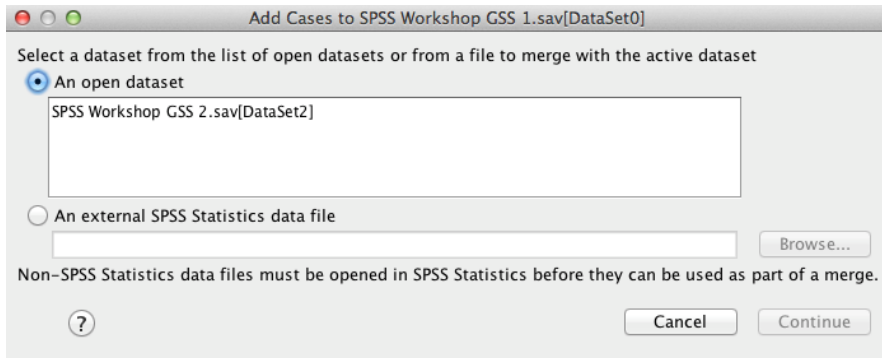 Add Cases to SPSS Workshop GSS 1.sav[DataSet0]
Select a dataset from the list of open datasets or from a file to merge with the active dataset
An open dataset
SPSS Workshop GSS 2.sav[DataSet2]
An external SPSS Statistics data file
Browse...
Non-SPSS Statistics data files must be opened in SPSS Statistics before they can be used as part of a merge.
? Cancel Continue